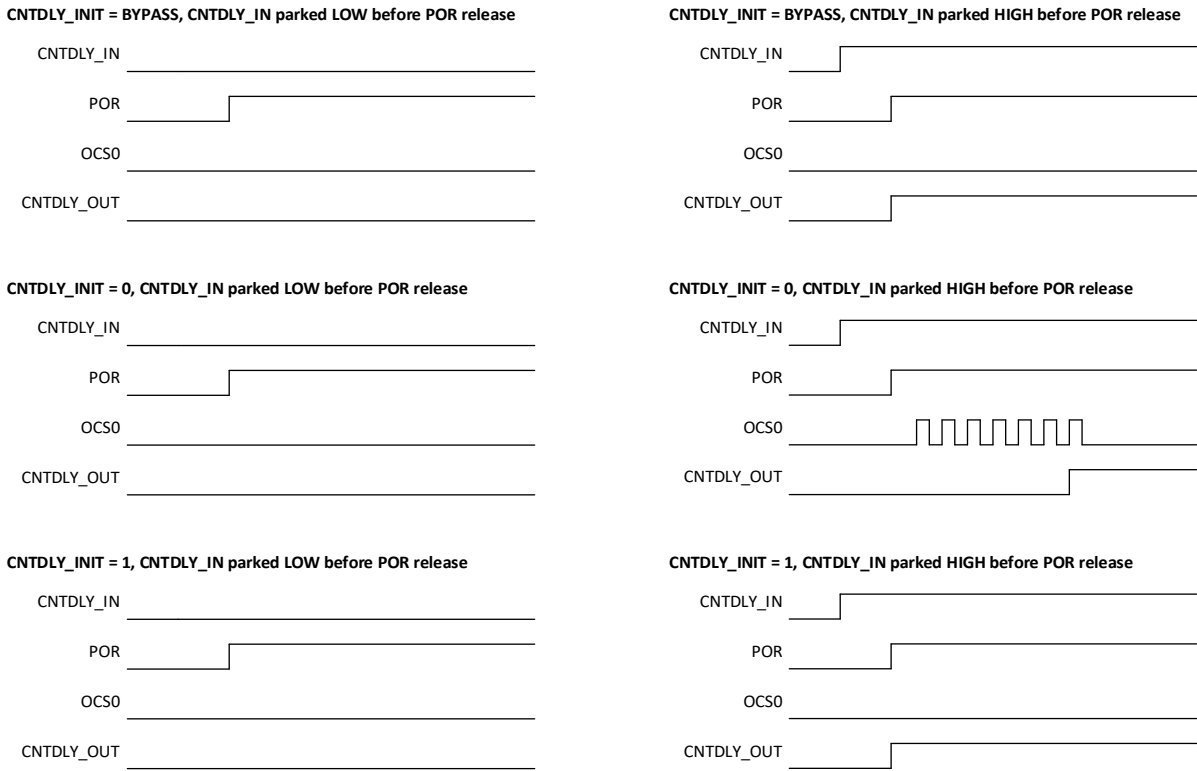 CNTDLY_INIT = BYPASS, CNTDLY_IN parked LOW before POR release
CNTDLY_IN
POR
OCS0
CNTDLY_OUT
CNTDLY_INIT = BYPASS, CNTDLY_IN parked HIGH before POR release
CNTDLY_IN
POR
OCS0
CNTDLY_OUT
CNTDLY_INIT = 0, CNTDLY_IN parked LOW before POR release
CNTDLY_IN
POR
OCS0
CNTDLY_OUT
CNTDLY_INIT = 0, CNTDLY_IN parked HIGH before POR release
CNTDLY_IN
POR
OCS0
CNTDLY_OUT
CNTDLY_INIT = 1, CNTDLY_IN parked LOW before POR release
CNTDLY_IN
POR
OCS0
CNTDLY_OUT
CNTDLY_INIT = 1, CNTDLY_IN parked HIGH before POR release
CNTDLY_IN
POR
OCS0
CNTDLY_OUT